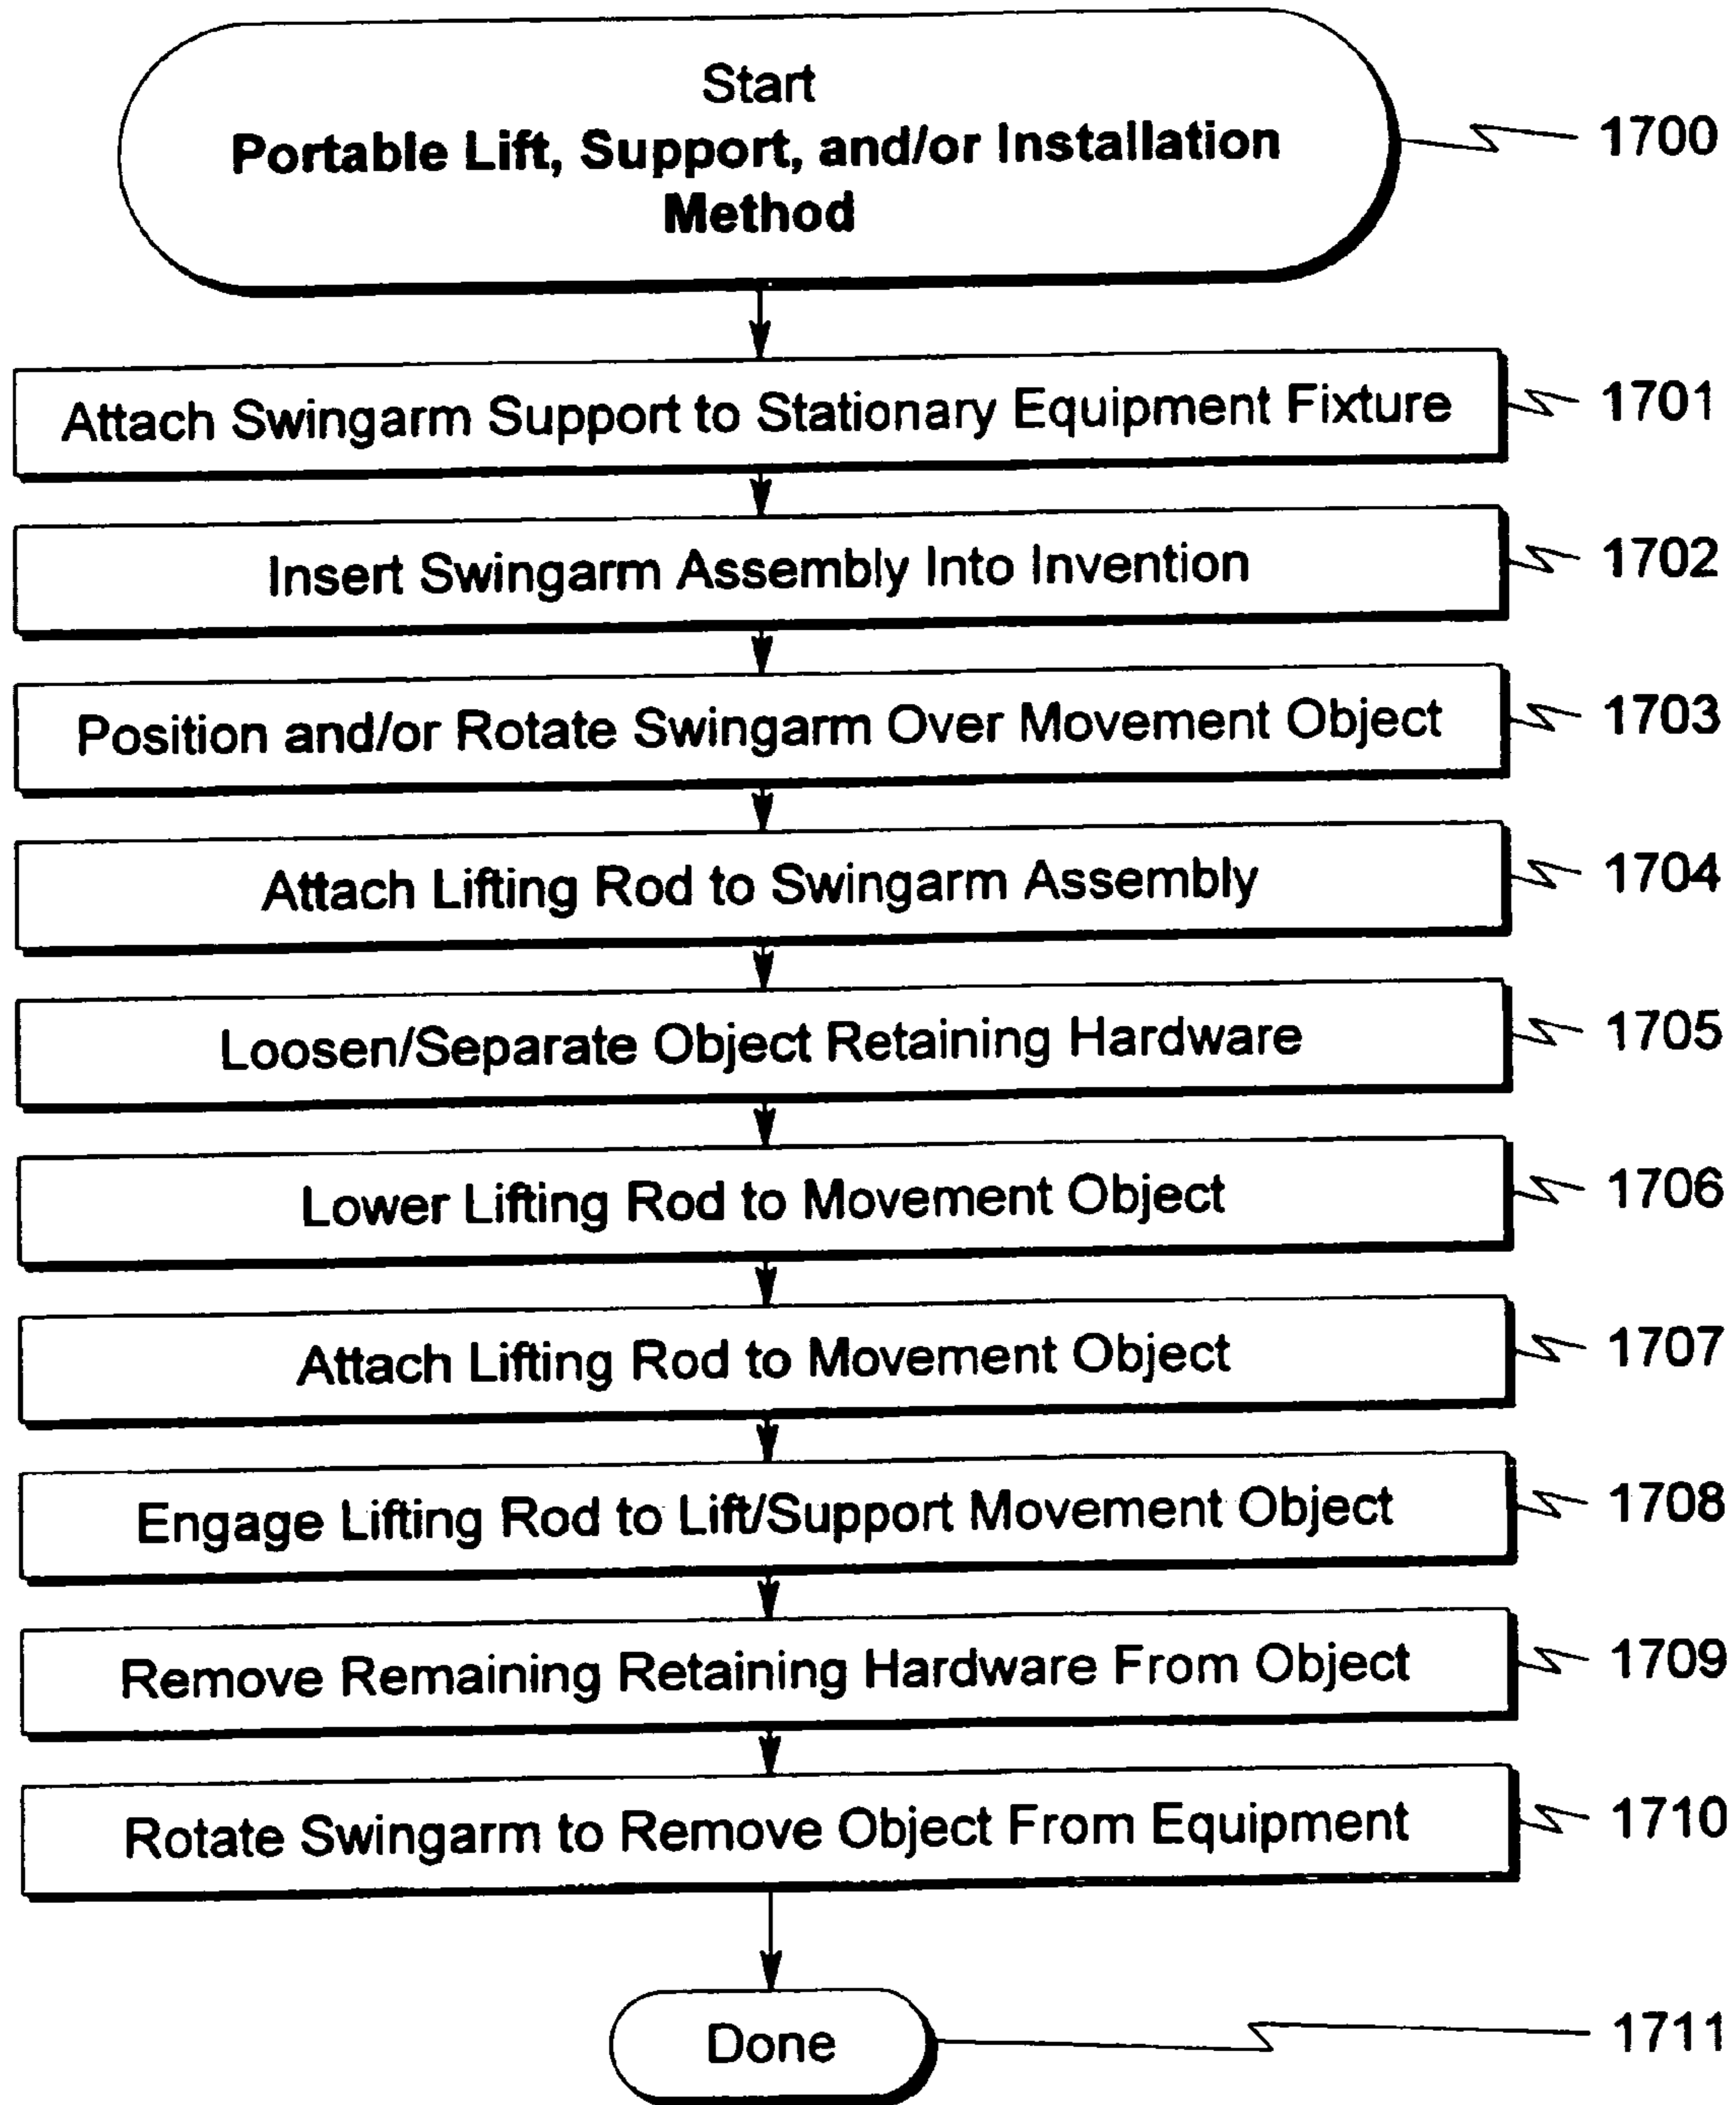 Start
Portable Lift, Support, and/or Installation
Method
1700
Attach Swingarm Support to Stationary Equipment Fixture
1701
Insert Swingarm Assembly Into Invention
1702
Position and/or Rotate Swingarm Over Movement Object
1703
Attach Lifting Rod to Swingarm Assembly
1704
Loosen/Separate Object Retaining Hardware
1705
Lower Lifting Rod to Movement Object
1706
Attach Lifting Rod to Movement Object
1707
Engage Lifting Rod to Lift/Support Movement Object
1708
Remove Remaining Retaining Hardware From Object
1709
Rotate Swingarm to Remove Object From Equipment
1710
Done
1711